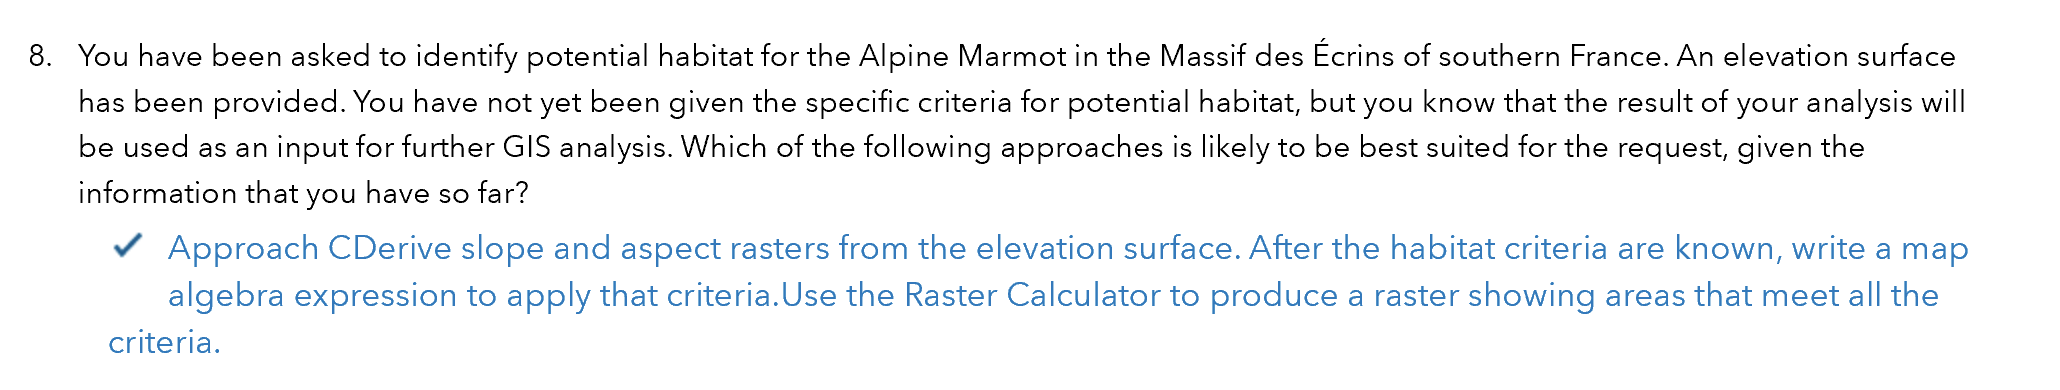 8. You have been asked to identify potential habitat for the Alpine Marmot in the Massif des Écrins of southern France. An elevation surface
has been provided. You have not yet been given the specific criteria for potential habitat, but you know that the result of your analysis will
be used as an input for further GIS analysis. Which of the following approaches is likely to be best suited for the request, given the
information that you have so far?
✓ Approach CDerive slope and aspect rasters from the elevation surface. After the habitat criteria are known, write a map
algebra expression to apply that criteria.Use the Raster Calculator to produce a raster showing areas that meet all the
criteria.